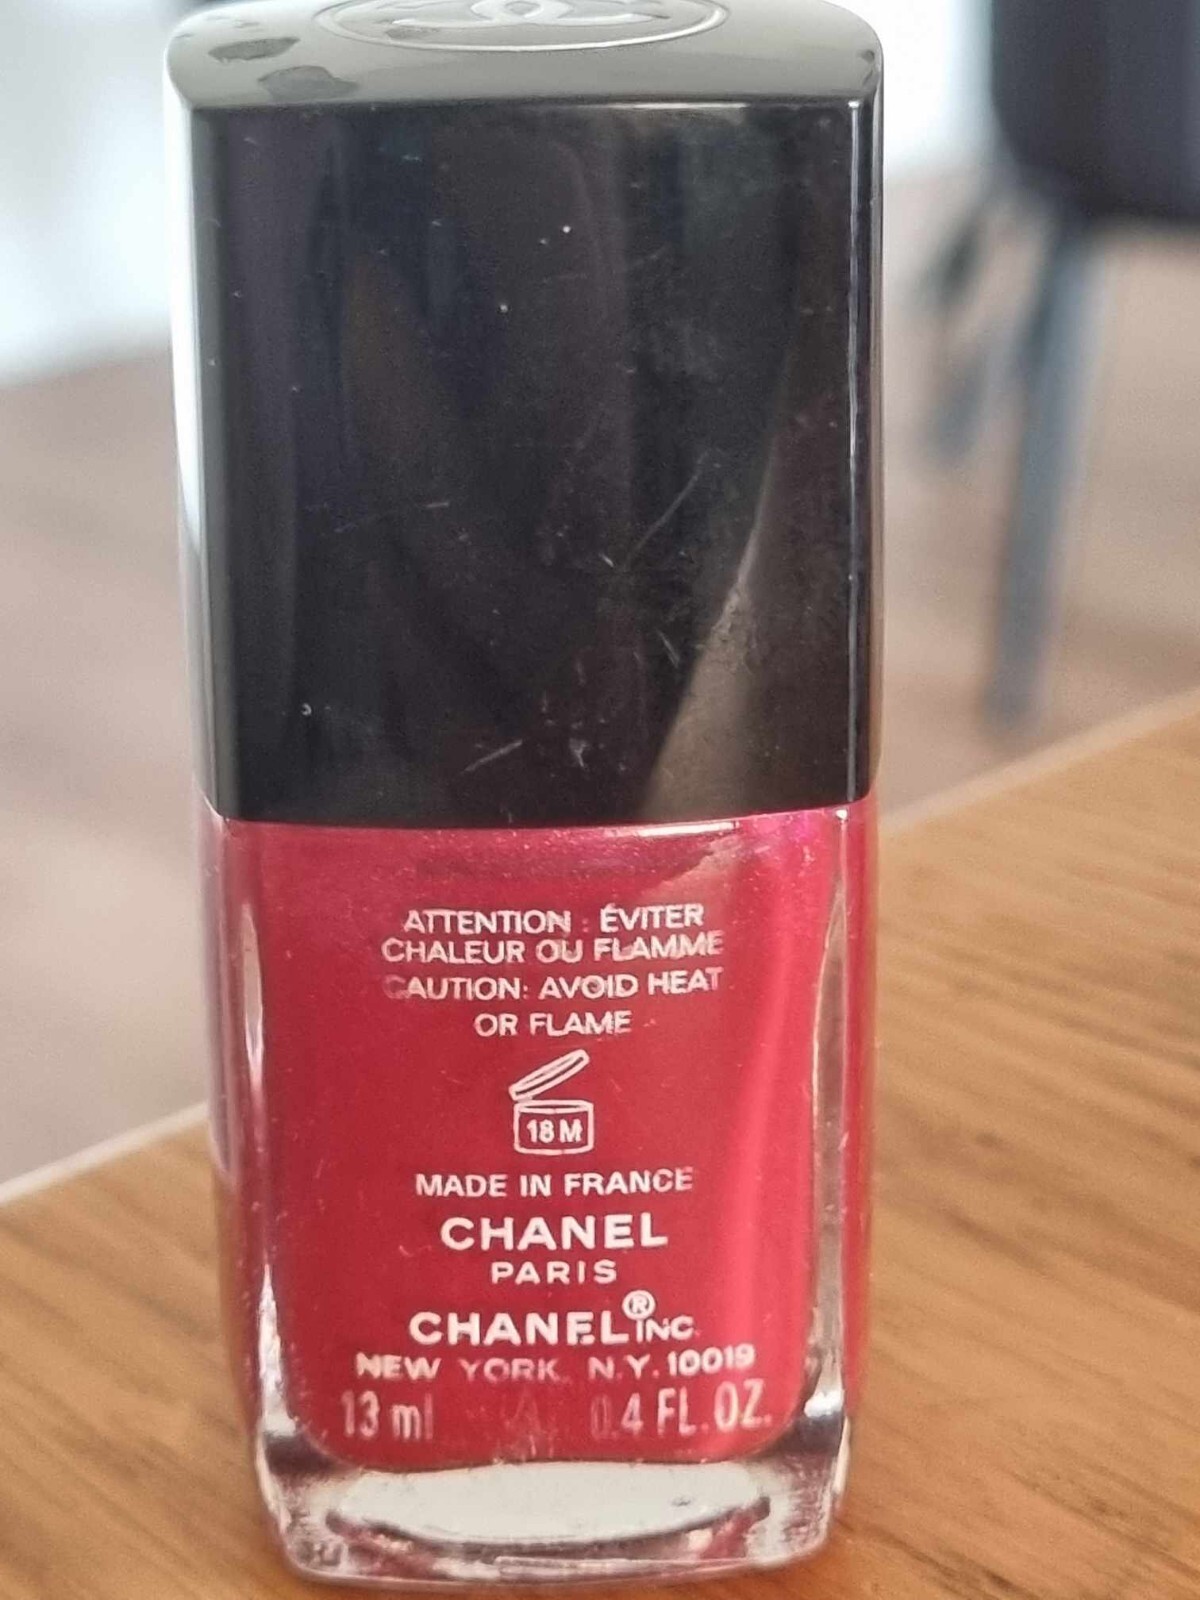 ATTENTION : ÉVITER
CHALEUR OU FLAMME
CAUTION: AVOID HEAT
OR FLAME
18 M
MADE IN FRANCE
CHANEL
PARIS
CHANEL® INC.
NEW YORK, N.Y. 10019
13 ml A 0.4 FL. OZ.